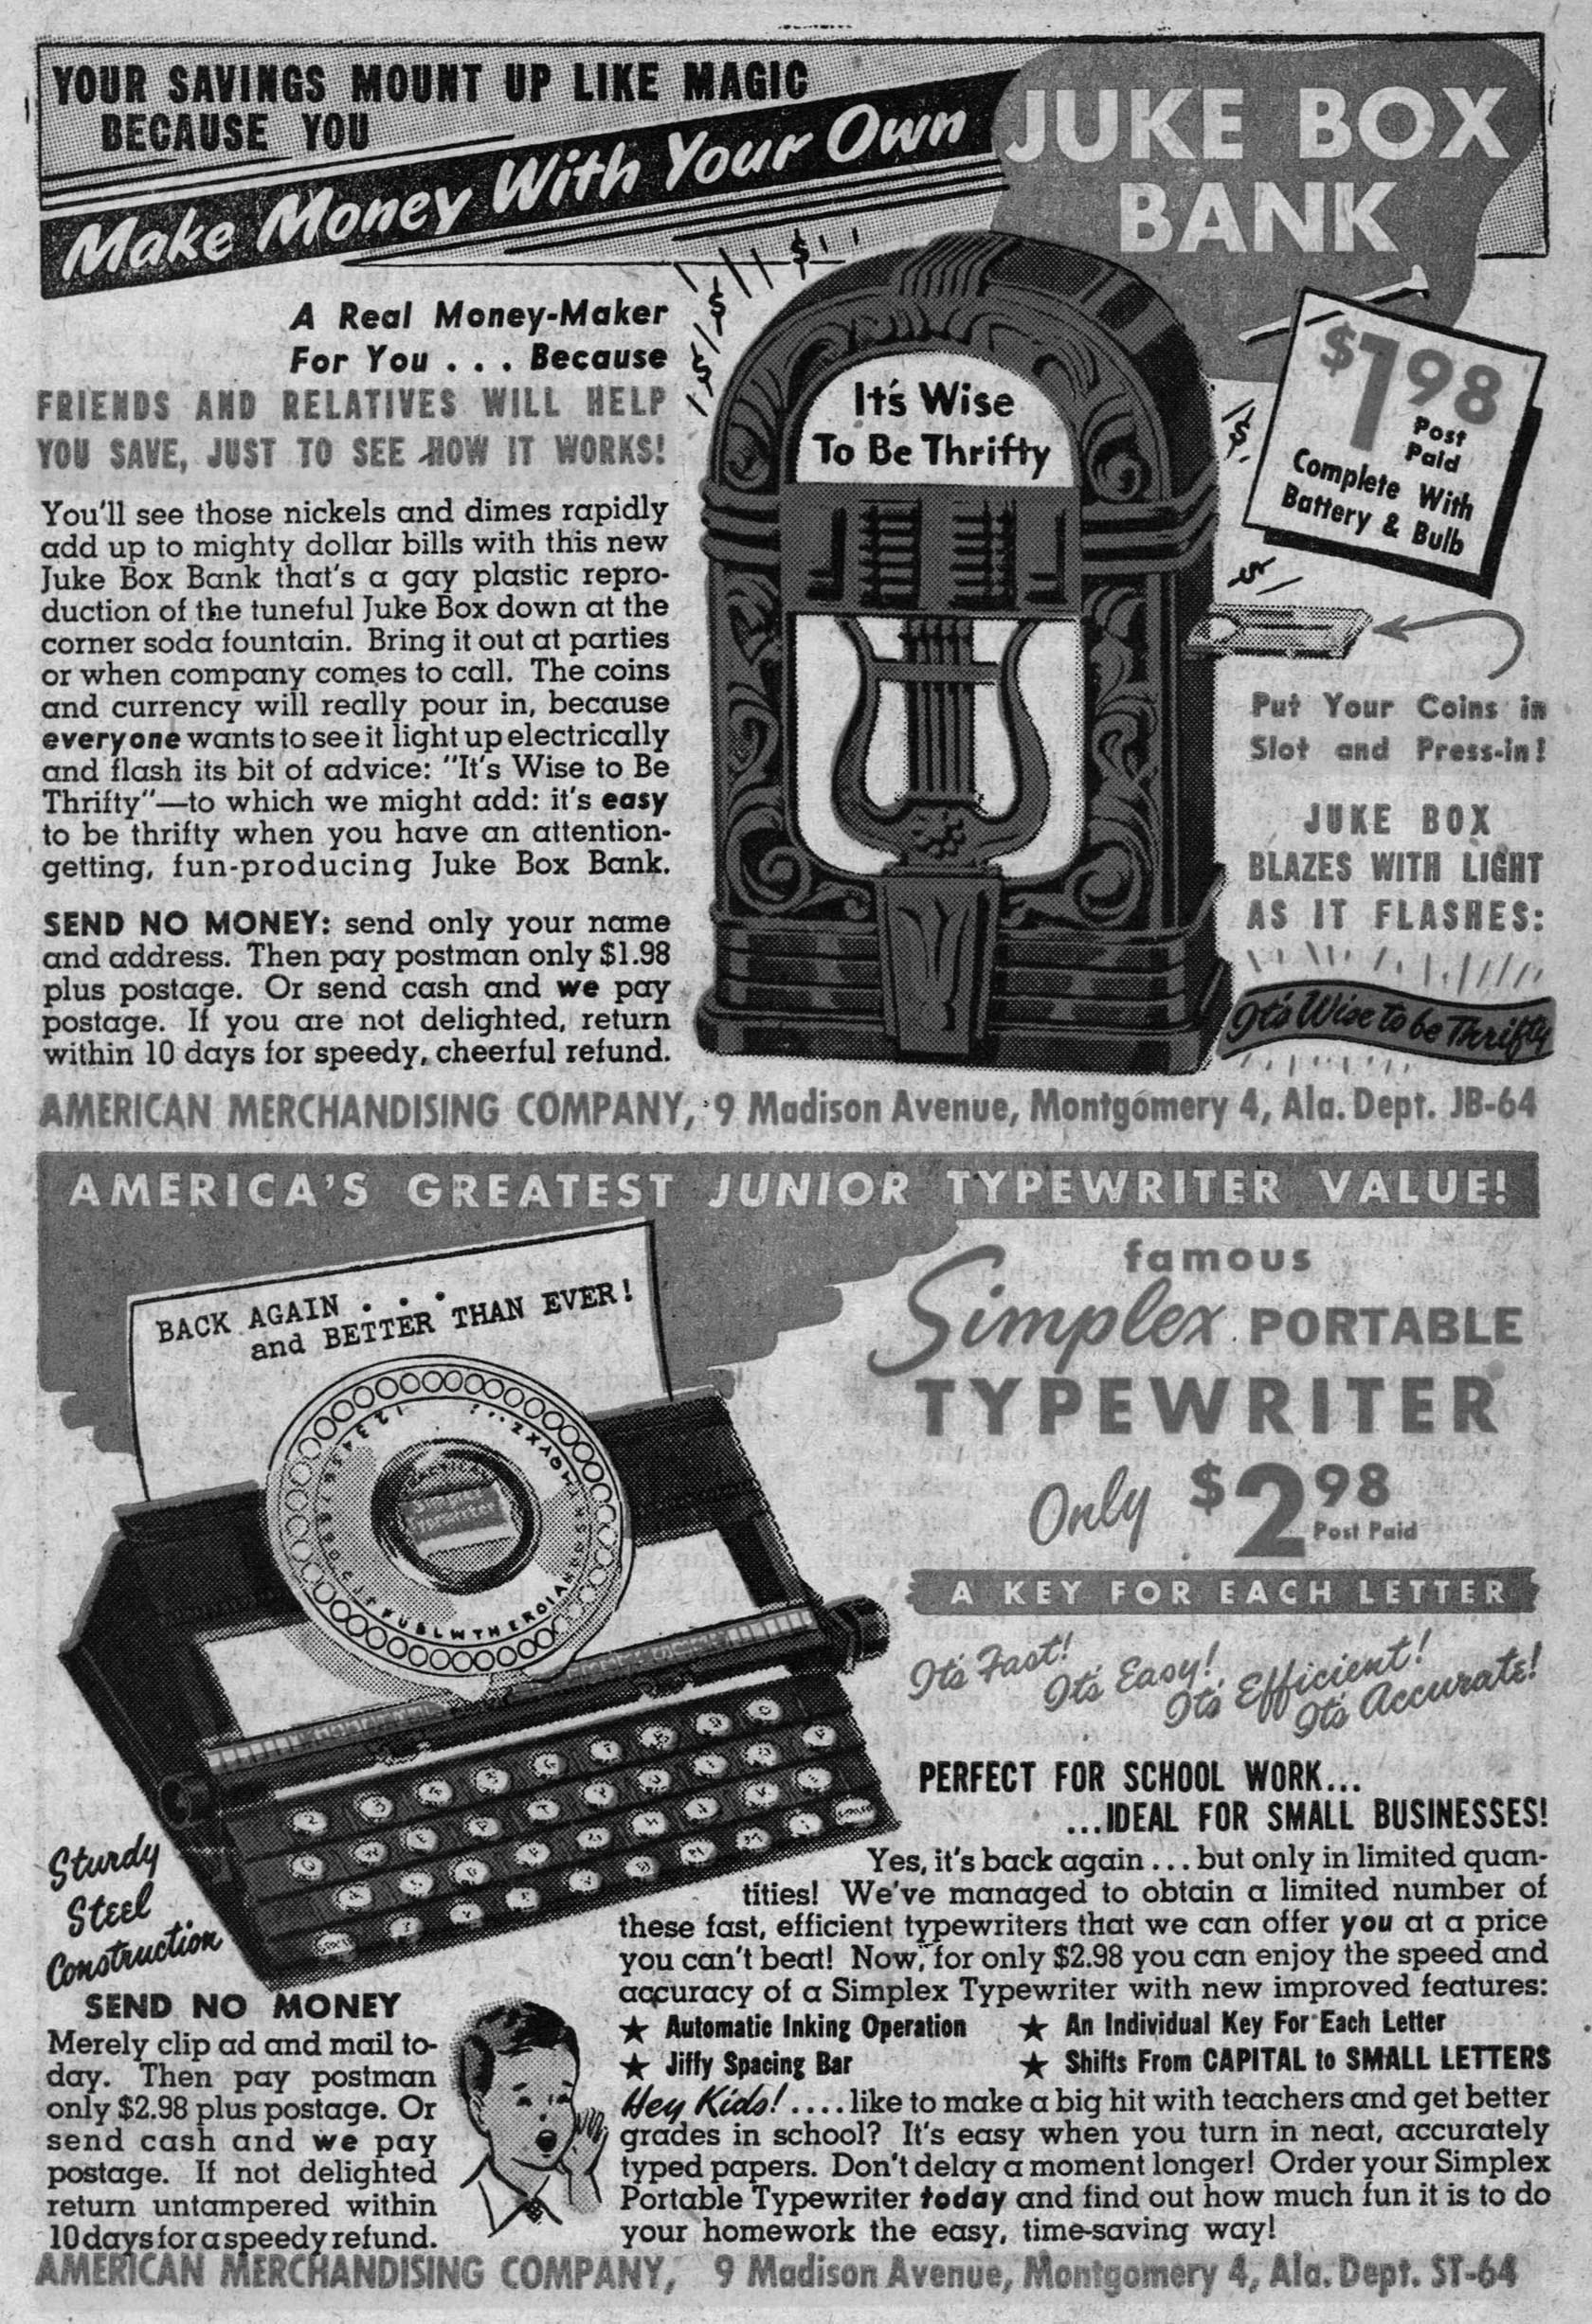 YOUR SAVINGS MOUNT UP LIKE MAGIC
BECAUSE YOU
Make Money With Your Own
JUKE BOX
BANK
A Real Money-Maker
For You . . . Because
FRIENDS AND RELATIVES WILL HELP
YOU SAVE, JUST TO SEE HOW IT WORKS!
You'll see those nickels and dimes rapidly
add up to mighty dollar bills with this new
Juke Box Bank that's a gay plastic repro-
duction of the tuneful Juke Box down at the
corner soda fountain. Bring it out at parties
or when company comes to call. The coins
and currency will really pour in, because
everyone wants to see it light up electrically
and flash its bit of advice: "It's Wise to Be
Thrifty"—to which we might add: it's easy
to be thrifty when you have an attention-
getting, fun-producing Juke Box Bank.
SEND NO MONEY: send only your name
and address. Then pay postman only $1.98
plus postage. Or send cash and we pay
postage. If you are not delighted, return
within 10 days for speedy, cheerful refund.
It's Wise
To Be Thrifty
$1.98
Post
Paid
Complete With
Battery & Bulb
Put Your Coins in
Slot and Press-in!
JUKE BOX
BLAZES WITH LIGHT
AS IT FLASHES:
It's Wise to be Thrifty
AMERICAN MERCHANDISING COMPANY, 9 Madison Avenue, Montgomery 4, Ala. Dept. JB-64
AMERICA'S GREATEST JUNIOR TYPEWRITER VALUE!
BACK AGAIN . . .
and BETTER THAN EVER!
famous
Simplex PORTABLE
TYPEWRITER
Only $2.98
Post Paid
A KEY FOR EACH LETTER
It's Fast!
It's Easy!
It's Efficient!
It's Accurate!
PERFECT FOR SCHOOL WORK...
...IDEAL FOR SMALL BUSINESSES!
Yes, it's back again . . . but only in limited quan-
tities! We've managed to obtain a limited number of
these fast, efficient typewriters that we can offer you at a price
you can't beat! Now, for only $2.98 you can enjoy the speed and
accuracy of a Simplex Typewriter with new improved features:
★ Automatic Inking Operation ★ An Individual Key For Each Letter
★ Jiffy Spacing Bar ★ Shifts From CAPITAL to SMALL LETTERS
Hey Kids! . . . . like to make a big hit with teachers and get better
grades in school? It's easy when you turn in neat, accurately
typed papers. Don't delay a moment longer! Order your Simplex
Portable Typewriter today and find out how much fun it is to do
your homework the easy, time-saving way!
Sturdy
Steel
Construction
SEND NO MONEY
Merely clip ad and mail to-
day. Then pay postman
only $2.98 plus postage. Or
send cash and we pay
postage. If not delighted
return untampered within
10 days for a speedy refund.
AMERICAN MERCHANDISING COMPANY, 9 Madison Avenue, Montgomery 4, Ala. Dept. ST-64